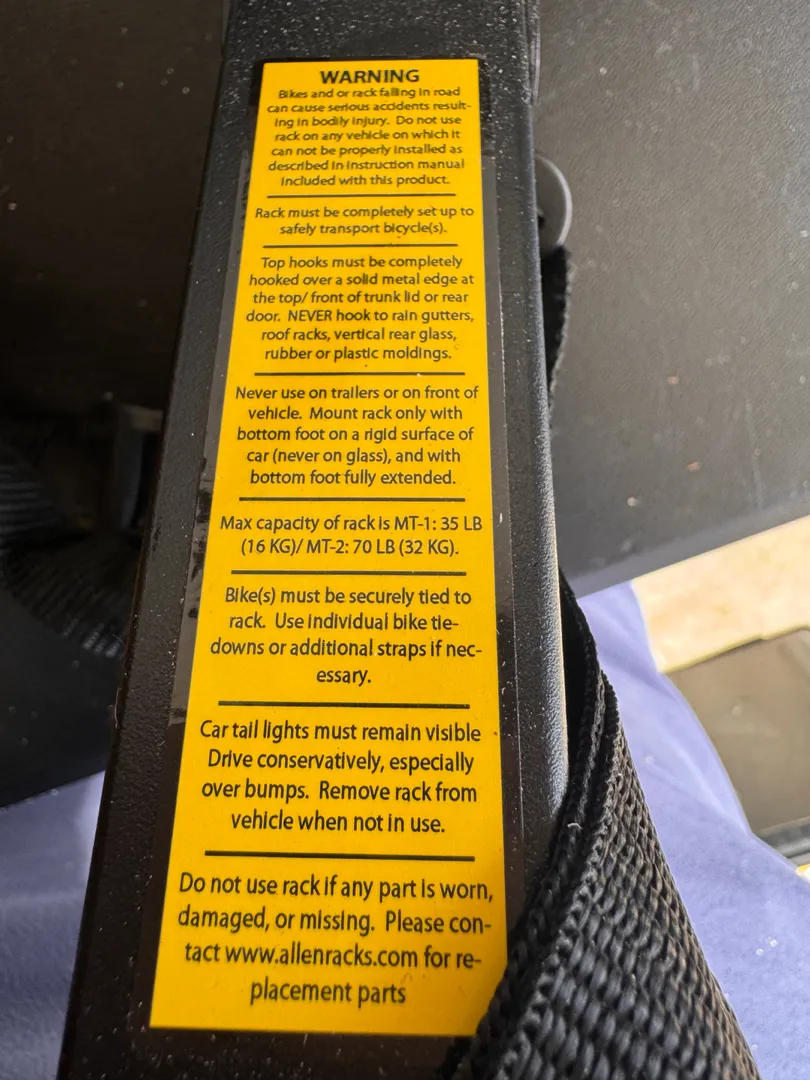 WARNING
Bikes and or rack falling in road
can cause serious accidents result-
ing in bodily injury. Do not use
rack on any vehicle on which it
can not be properly installed as
described in instruction manual
included with this product.
Rack must be completely set up to
safely transport bicycle(s).
Top hooks must be completely
hooked over a solid metal edge at
the top/ front of trunk lid or rear
door. NEVER hook to rain gutters,
roof racks, vertical rear glass,
rubber or plastic moldings.
Never use on trailers or on front of
vehicle. Mount rack only with
bottom foot on a rigid surface of
car (never on glass), and with
bottom foot fully extended.
Max capacity of rack is MT-1: 35 LB
(16 KG)/ MT-2: 70 LB (32 KG).
Bike(s) must be securely tied to
rack. Use individual bike tie-
downs or additional straps if nec-
essary.
Car tail lights must remain visible
Drive conservatively, especially
over bumps. Remove rack from
vehicle when not in use.
Do not use rack if any part is worn,
damaged, or missing. Please con-
tact www.allenracks.com for re-
placement parts